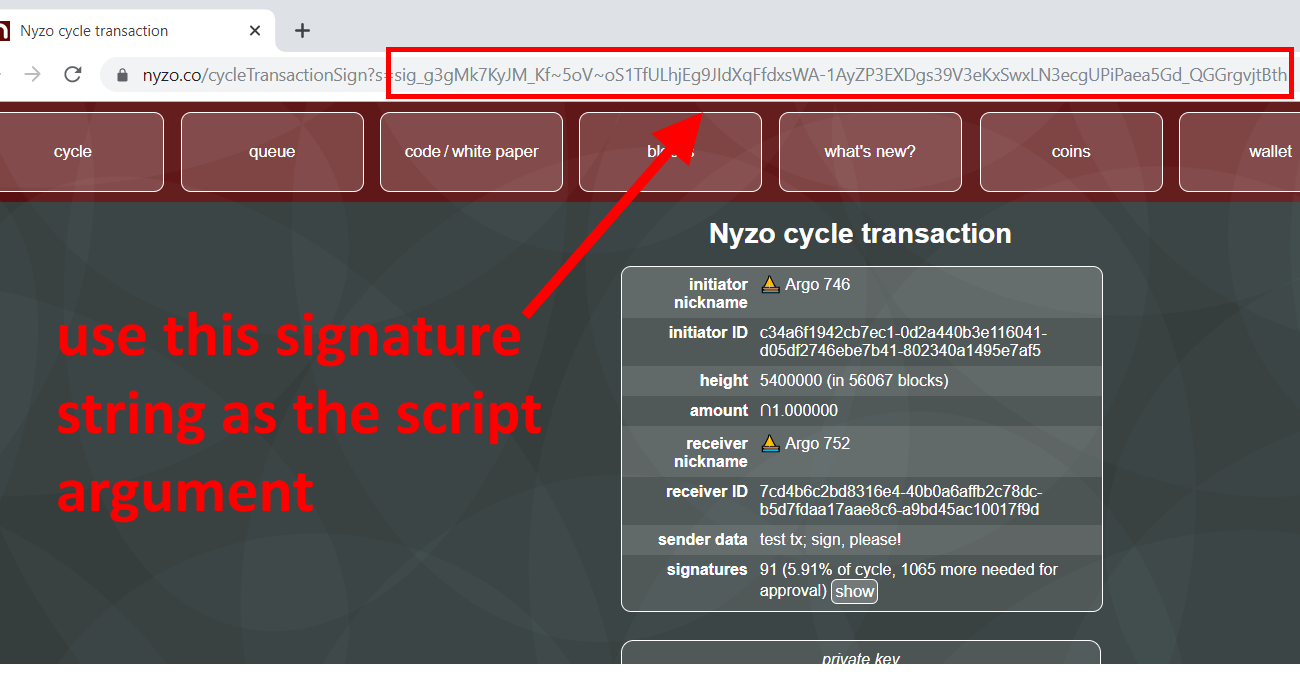 Nyzo cycle transaction
nyzo.co/cycleTransactionSign?s=sig_g3gMk7KyJM_Kf~5oV~oS1TfULhjEg9JIdXqFfdxsWA-1AyZP3EXDgs39V3eKxSwxLN3ecgUPiPaea5Gd_QGGrgvjtBth
cycle
queue
code / white paper
what's new?
coins
wallet
Nyzo cycle transaction
initiator nickname
Argo 746
initiator ID
c34a6f1942cb7ec1-0d2a440b3e116041-
d05df2746ebe7b41-802340a1495e7af5
height
5400000 (in 56067 blocks)
amount
∩1.000000
receiver nickname
Argo 752
receiver ID
7cd4b6c2bd8316e4-40b0a6affb2c78dc-
b5d7fdaa17aae8c6-a9bd45ac10017f9d
sender data
test tx; sign, please!
signatures
91 (5.91% of cycle, 1065 more needed for
approval) show
private key
use this signature
string as the script
argument